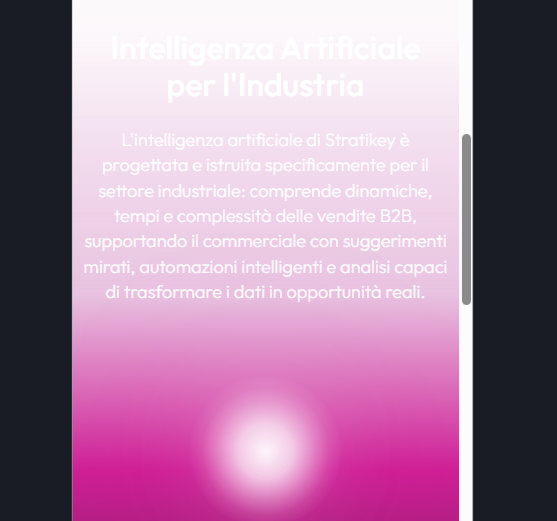 Intelligenza Artificiale
per l'Industria
L'intelligenza artificiale di Stratikey è
progettata e istruita specificamente per il
settore industriale: comprende dinamiche,
tempi e complessità delle vendite B2B,
supportando il commerciale con suggerimenti
mirati, automazioni intelligenti e analisi capaci
di trasformare i dati in opportunità reali.